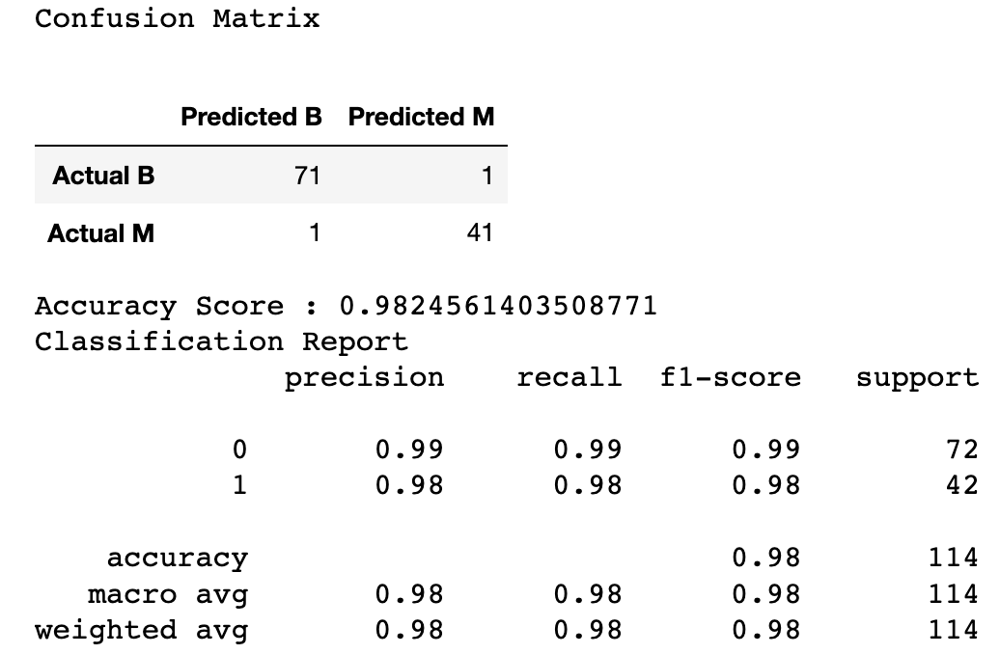 Confusion Matrix
Predicted B Predicted M
Actual B 71 1
Actual M 1 41
Accuracy Score : 0.9824561403508771
Classification Report
precision recall f1-score support
0 0.99 0.99 0.99 72
1 0.98 0.98 0.98 42
accuracy 0.98 114
macro avg 0.98 0.98 0.98 114
weighted avg 0.98 0.98 0.98 114